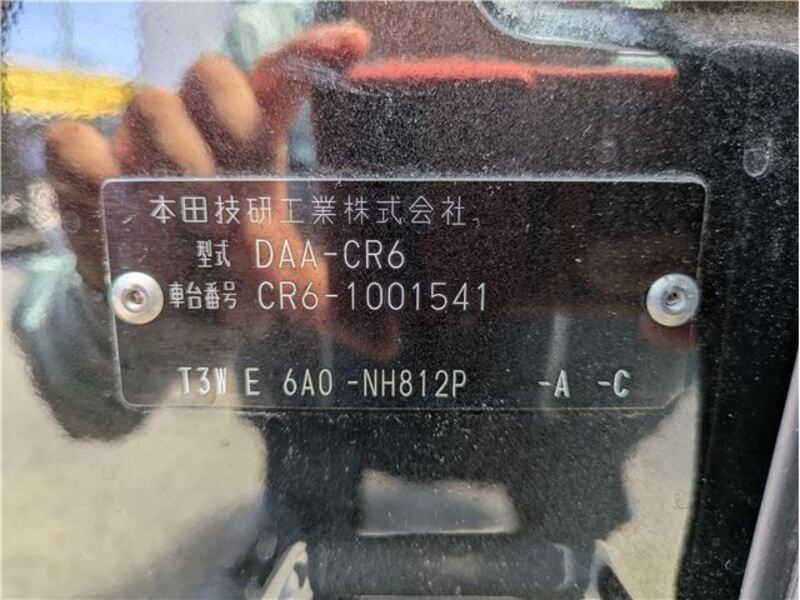 本田技研工業株式会社
型式 DAA-CR6
車台番号 CR6-1001541
T3W E 6A0 -NH812P -A -C